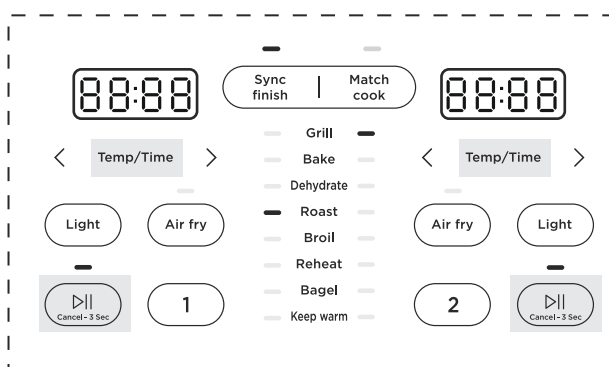 88:88
Sync finish
Match cook
88:88
Grill
< Temp/Time >
Bake
< Temp/Time >
Dehydrate
Light
Air fry
Roast
Air fry
Light
Broil
Reheat
Bagel
Cancel - 3 Sec
1
2
Cancel - 3 Sec
Keep warm